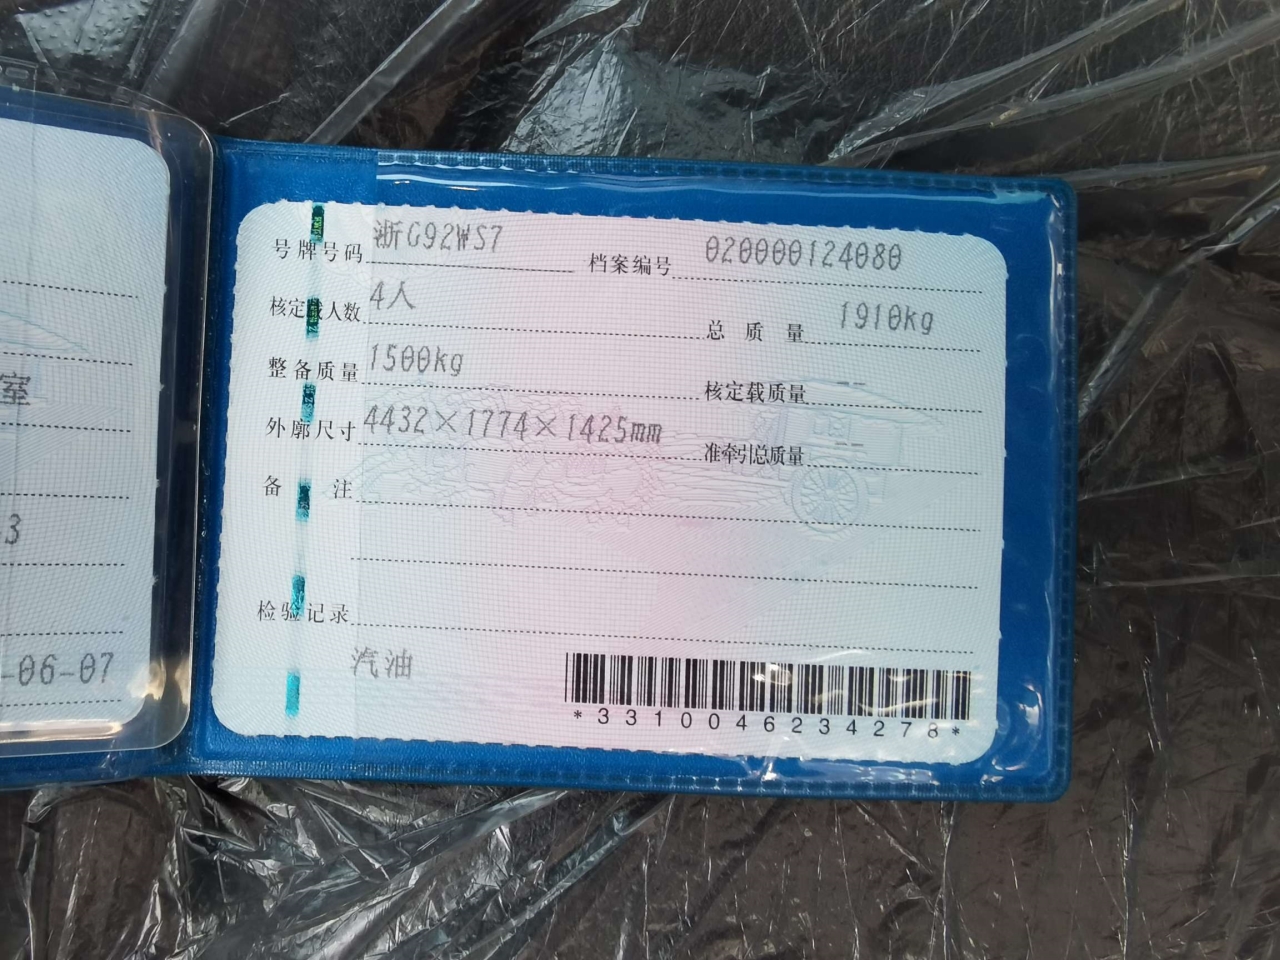 室
3
-06-07
号牌号码 浙G92WS7 档案编号 020000124080
核定载人数 4人 总质量 1910kg
整备质量 1500kg 核定载质量 --
外廓尺寸 4432×1774×1425mm 准牵引总质量 --
备注
检验记录
汽油
*3310046234278*